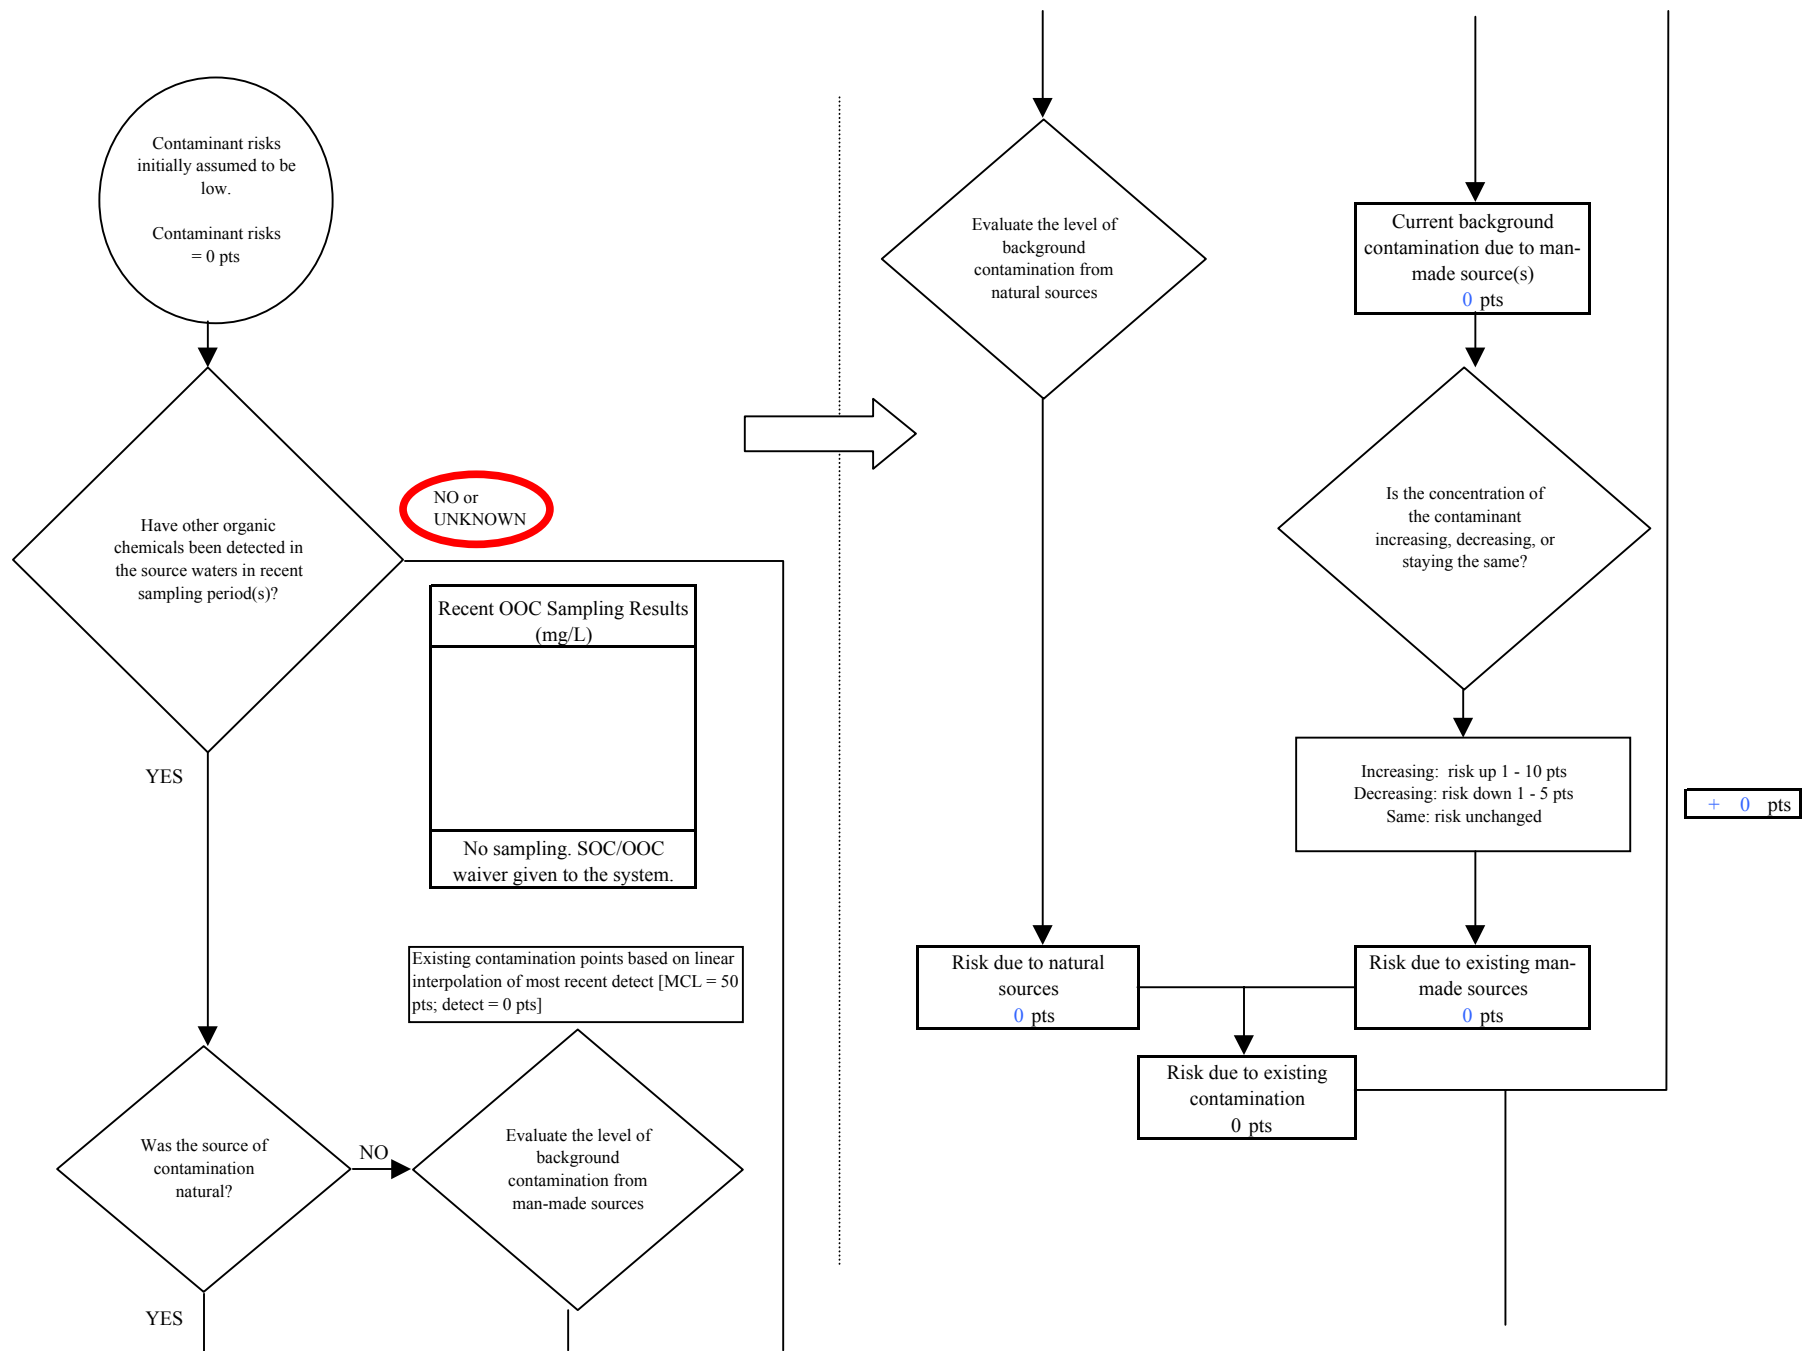 Contaminant risks
initially assumed to be
low.
Contaminant risks
= 0 pts
Have other organic
chemicals been detected in
the source waters in recent
sampling period(s)?
NO or
UNKNOWN
Recent OOC Sampling Results
(mg/L)
No sampling. SOC/OOC
waiver given to the system.
YES
Existing contamination points based on linear
interpolation of most recent detect [MCL = 50
pts; detect = 0 pts]
Was the source of
contamination
natural?
NO
Evaluate the level of
background
contamination from
man-made sources
YES
Evaluate the level of
background
contamination from
natural sources
Current background
contamination due to man-
made source(s)
0 pts
Is the concentration of
the contaminant
increasing, decreasing, or
staying the same?
Increasing: risk up 1 - 10 pts
Decreasing: risk down 1 - 5 pts
Same: risk unchanged
+ 0 pts
Risk due to natural
sources
0 pts
Risk due to existing man-
made sources
0 pts
Risk due to existing
contamination
0 pts